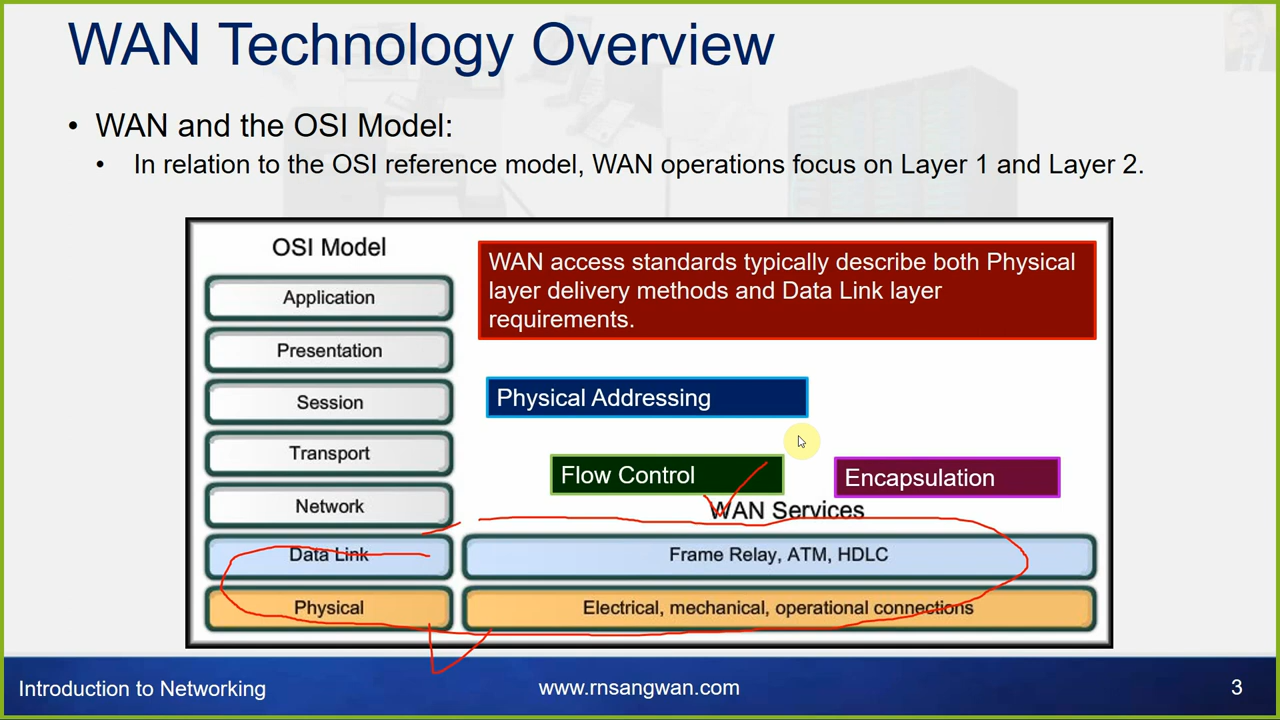 WAN Technology Overview
• WAN and the OSI Model:
• In relation to the OSI reference model, WAN operations focus on Layer 1 and Layer 2.
OSI Model
Application
Presentation
Session
Transport
Network
Data Link
Physical
WAN access standards typically describe both Physical
layer delivery methods and Data Link layer
requirements.
Physical Addressing
Flow Control
Encapsulation
WAN Services
Frame Relay, ATM, HDLC
Electrical, mechanical, operational connections
Introduction to Networking
www.rnsangwan.com
3